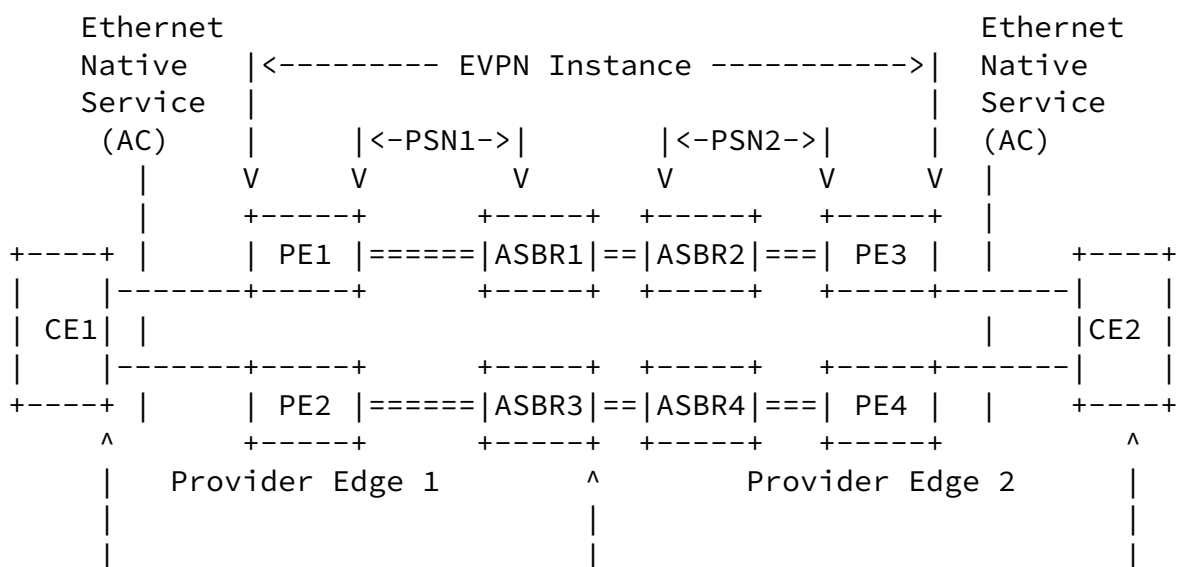 Ethernet Ethernet
Native |<--------- EVPN Instance ----------->| Native
Service | | Service
(AC) | |<-PSN1->| |<-PSN2->| | (AC)
| V V V V V V |
| +-----+ +-----+ +-----+ +-----+ |
+----+ | | PE1 |======|ASBR1|==|ASBR2|===| PE3 | | +----+
| |-------+-----+ +-----+ +-----+ +-----+-------| |
| CE1| | | |CE2 |
| |-------+-----+ +-----+ +-----+ +-----+-------| |
+----+ | | PE2 |======|ASBR3|==|ASBR4|===| PE4 | | +----+
^ +-----+ +-----+ +-----+ +-----+ ^
| Provider Edge 1 ^ Provider Edge 2 |
| | |
| | |